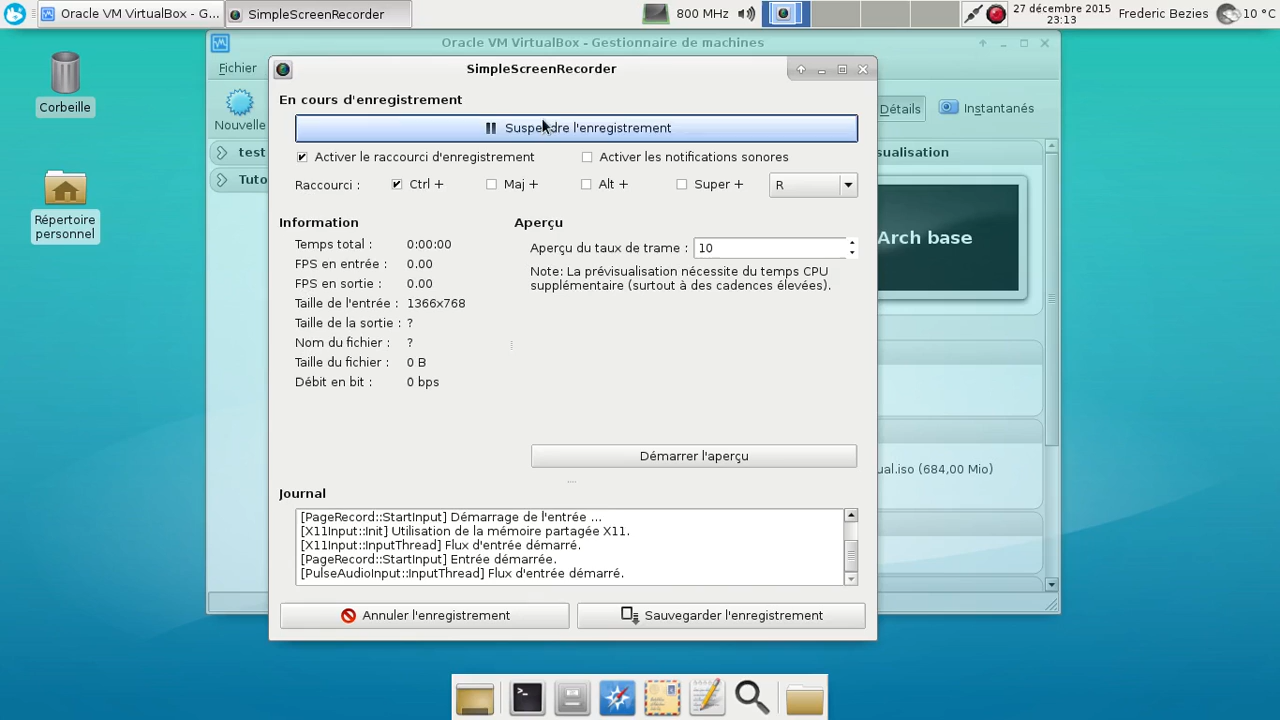 Oracle VM VirtualBox - G...
SimpleScreenRecorder
800 MHz
27 décembre 2015
23:13
Frederic Bezies
10 °C
Corbeille
Répertoire
personnel
Oracle VM VirtualBox - Gestionnaire de machines
Fichier
Nouvelle
Détails
Instantanés
test
Tuto
sualisation
Arch base
ual.iso (684,00 Mio)
SimpleScreenRecorder
En cours d'enregistrement
Suspendre l'enregistrement
Activer le raccourci d'enregistrement
Activer les notifications sonores
Raccourci :
Ctrl +
Maj +
Alt +
Super +
R
Information
Temps total : 0:00:00
FPS en entrée : 0.00
FPS en sortie : 0.00
Taille de l'entrée : 1366x768
Taille de la sortie : ?
Nom du fichier : ?
Taille du fichier : 0 B
Débit en bit : 0 bps
Aperçu
Aperçu du taux de trame : 10
Note: La prévisualisation nécessite du temps CPU
supplémentaire (surtout à des cadences élevées).
Démarrer l'aperçu
Journal
[PageRecord::StartInput] Démarrage de l'entrée ...
[X11Input::Init] Utilisation de la mémoire partagée X11.
[X11Input::InputThread] Flux d'entrée démarré.
[PageRecord::StartInput] Entrée démarrée.
[PulseAudioInput::InputThread] Flux d'entrée démarré.
Annuler l'enregistrement
Sauvegarder l'enregistrement